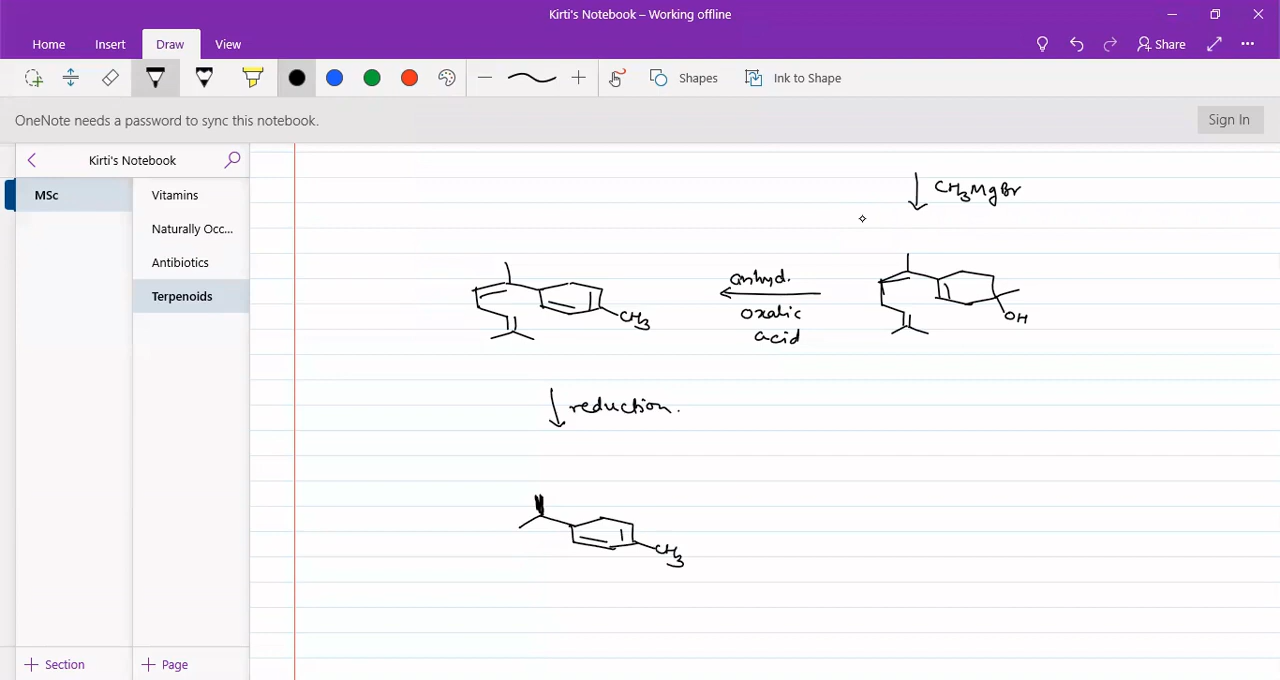 Kirti's Notebook – Working offline
Home Insert Draw View
Share
Shapes Ink to Shape
OneNote needs a password to sync this notebook.
Sign In
Kirti's Notebook
MSc
Vitamins
Naturally Occ...
Antibiotics
Terpenoids
Section
Page
CH3MgBr
anhyd.
oxalic
acid
CH3
OH
reduction.
CH3